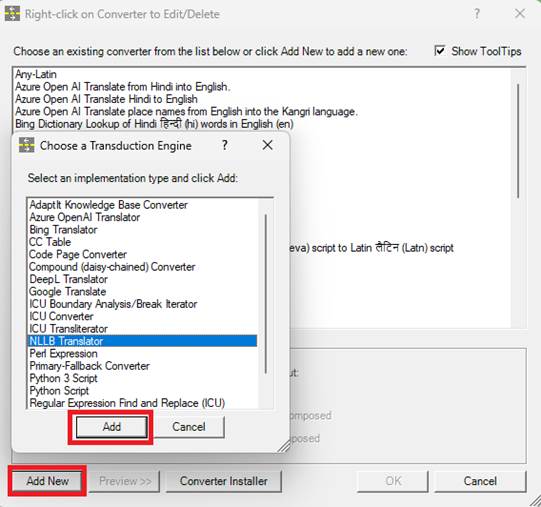 Right-click on Converter to Edit/Delete
?
Choose an existing converter from the list below or click Add New to add a new one:
Show ToolTips
Any-Latin
Azure Open AI Translate from Hindi into English.
Azure Open AI Translate Hindi to English
Azure Open AI Translate place names from English into the Kangri language.
Bing Dictionary Lookup of Hindi हिन्दी (hi) words in English (en)
Choose a Transduction Engine
?
Select an implementation type and click Add:
AdaptIt Knowledge Base Converter
Azure OpenAI Translator
Bing Translator
CC Table
Code Page Converter
Compound (daisy-chained) Converter
DeepL Translator
Google Translate
ICU Boundary Analysis/Break Iterator
ICU Converter
ICU Transliterator
NLLB Translator
Perl Expression
Primary-Fallback Converter
Python 3 Script
Python Script
Regular Expression Find and Replace (ICU)
Add
Cancel
eva) script to Latin लैटिन (Latn) script
ut:
omposed
posed
Add New
Preview >>
Converter Installer
OK
Cancel